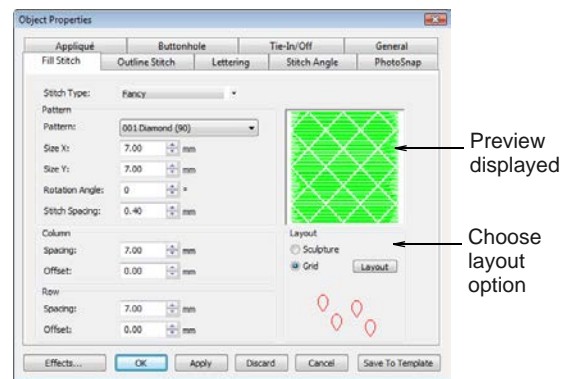 Object Properties
Appliqué Buttonhole Tie-In/Off General
Fill Stitch Outline Stitch Lettering Stitch Angle PhotoSnap
Stitch Type: Fancy
Pattern
Pattern: 001.Diamond (90)
Size X: 7.00 mm
Size Y: 7.00 mm
Rotation Angle: 0 °
Stitch Spacing: 0.40 mm
Preview
displayed
Column
Spacing: 7.00 mm
Offset: 0.00 mm
Layout
Sculpture
Grid Layout
Choose
layout
option
Row
Spacing: 7.00 mm
Offset: 0.00 mm
Effects... OK Apply Discard Cancel Save To Template